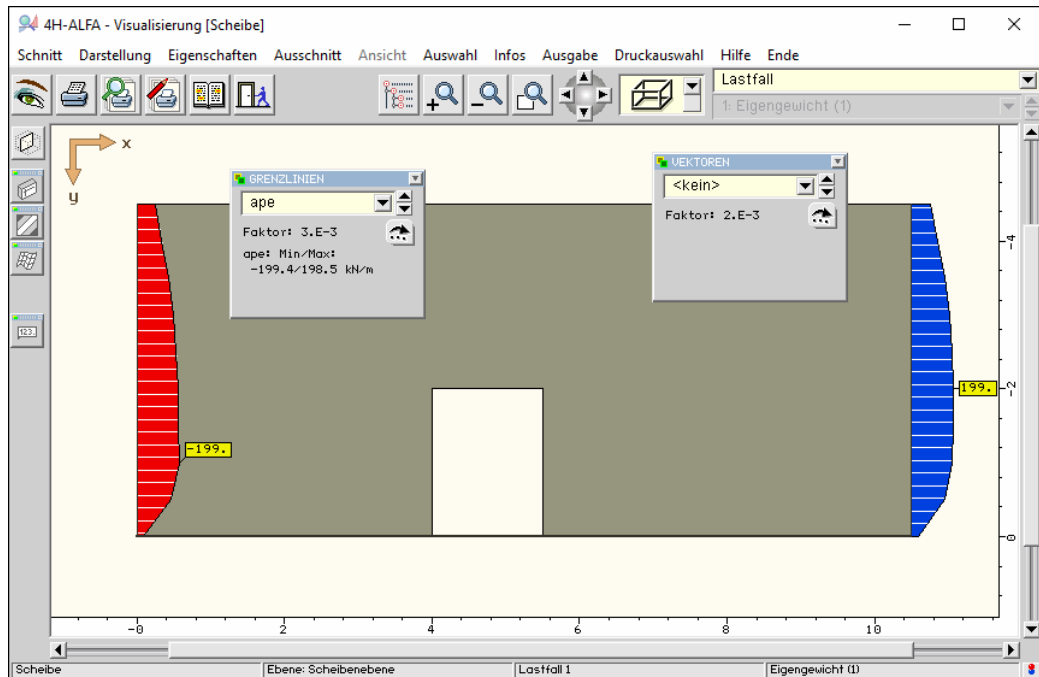 4H-ALFA - Visualisierung [Scheibe]
Schnitt Darstellung Eigenschaften Ausschnitt Ansicht Auswahl Infos Ausgabe Druckauswahl Hilfe Ende
Lastfall
1: Eigengewicht (1)
x
y
GRENZLINIEN
ape
Faktor: 3.E-3
ape: Min/Max:
-199.4/198.5 kN/m
VEKTOREN
<kein>
Faktor: 2.E-3
123.
-199.
199.
-4
-2
0
-0 2 4 6 8 10
Scheibe Ebene: Scheibenebene Lastfall 1 Eigengewicht (1)